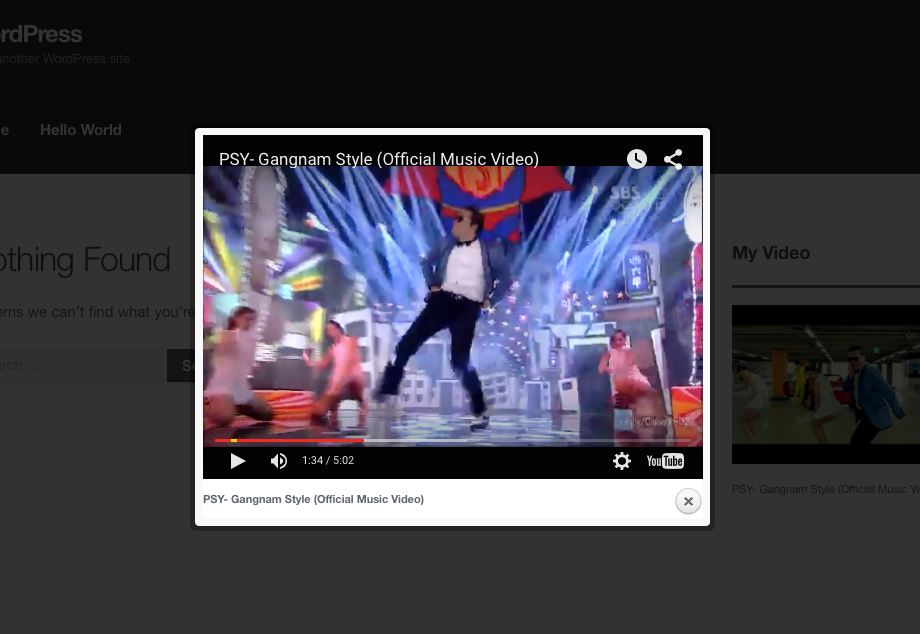 rdPress
another WordPress site
e
Hello World
PSY- Gangnam Style (Official Music Video)
SBS
othing Found
ems we can't find what you're
rch ...
S
My Video
1:34 / 5:02
YouTube
PSY- Gangnam Style (Official Music Video)
PSY- Gangnam Style (Official Music Vi